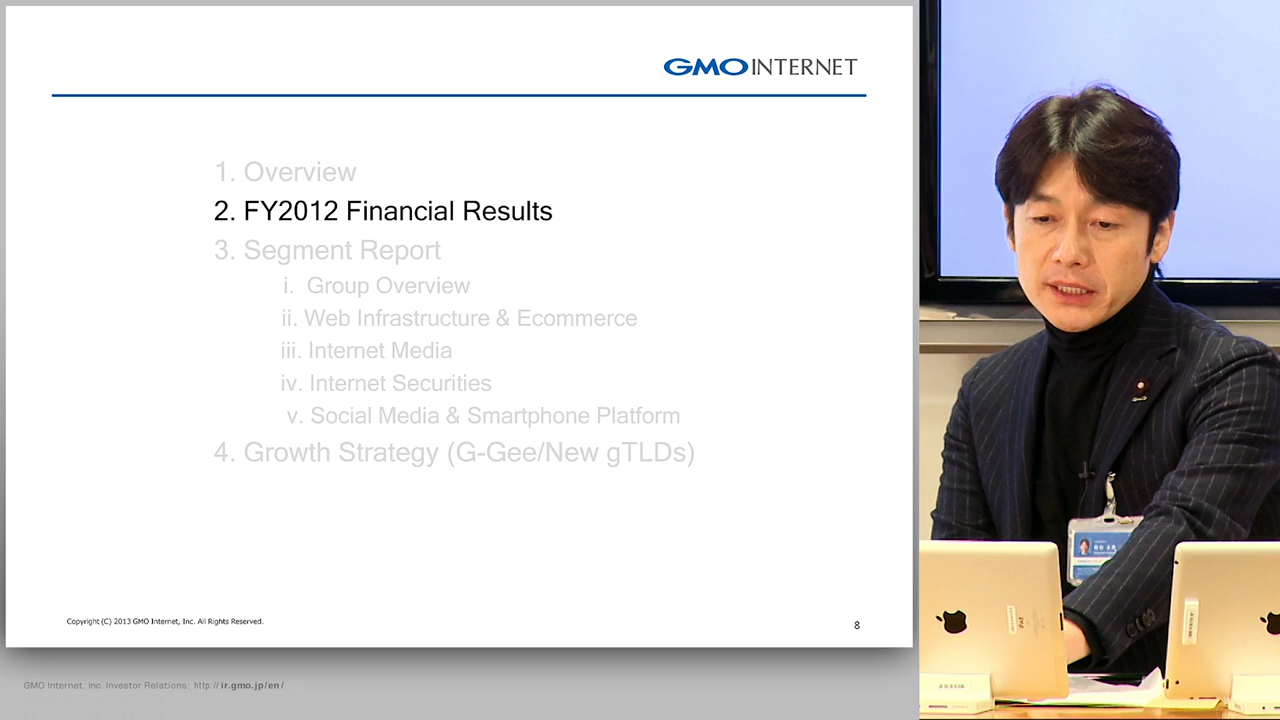 GMO INTERNET
1. Overview
2. FY2012 Financial Results
3. Segment Report
i. Group Overview
ii. Web Infrastructure & Ecommerce
iii. Internet Media
iv. Internet Securities
v. Social Media & Smartphone Platform
4. Growth Strategy (G-Gee/New gTLDs)
Copyright (C) 2013 GMO Internet, Inc. All Rights Reserved.
8
GMO Internet, Inc. Investor Relations: http://ir.gmo.jp/en/